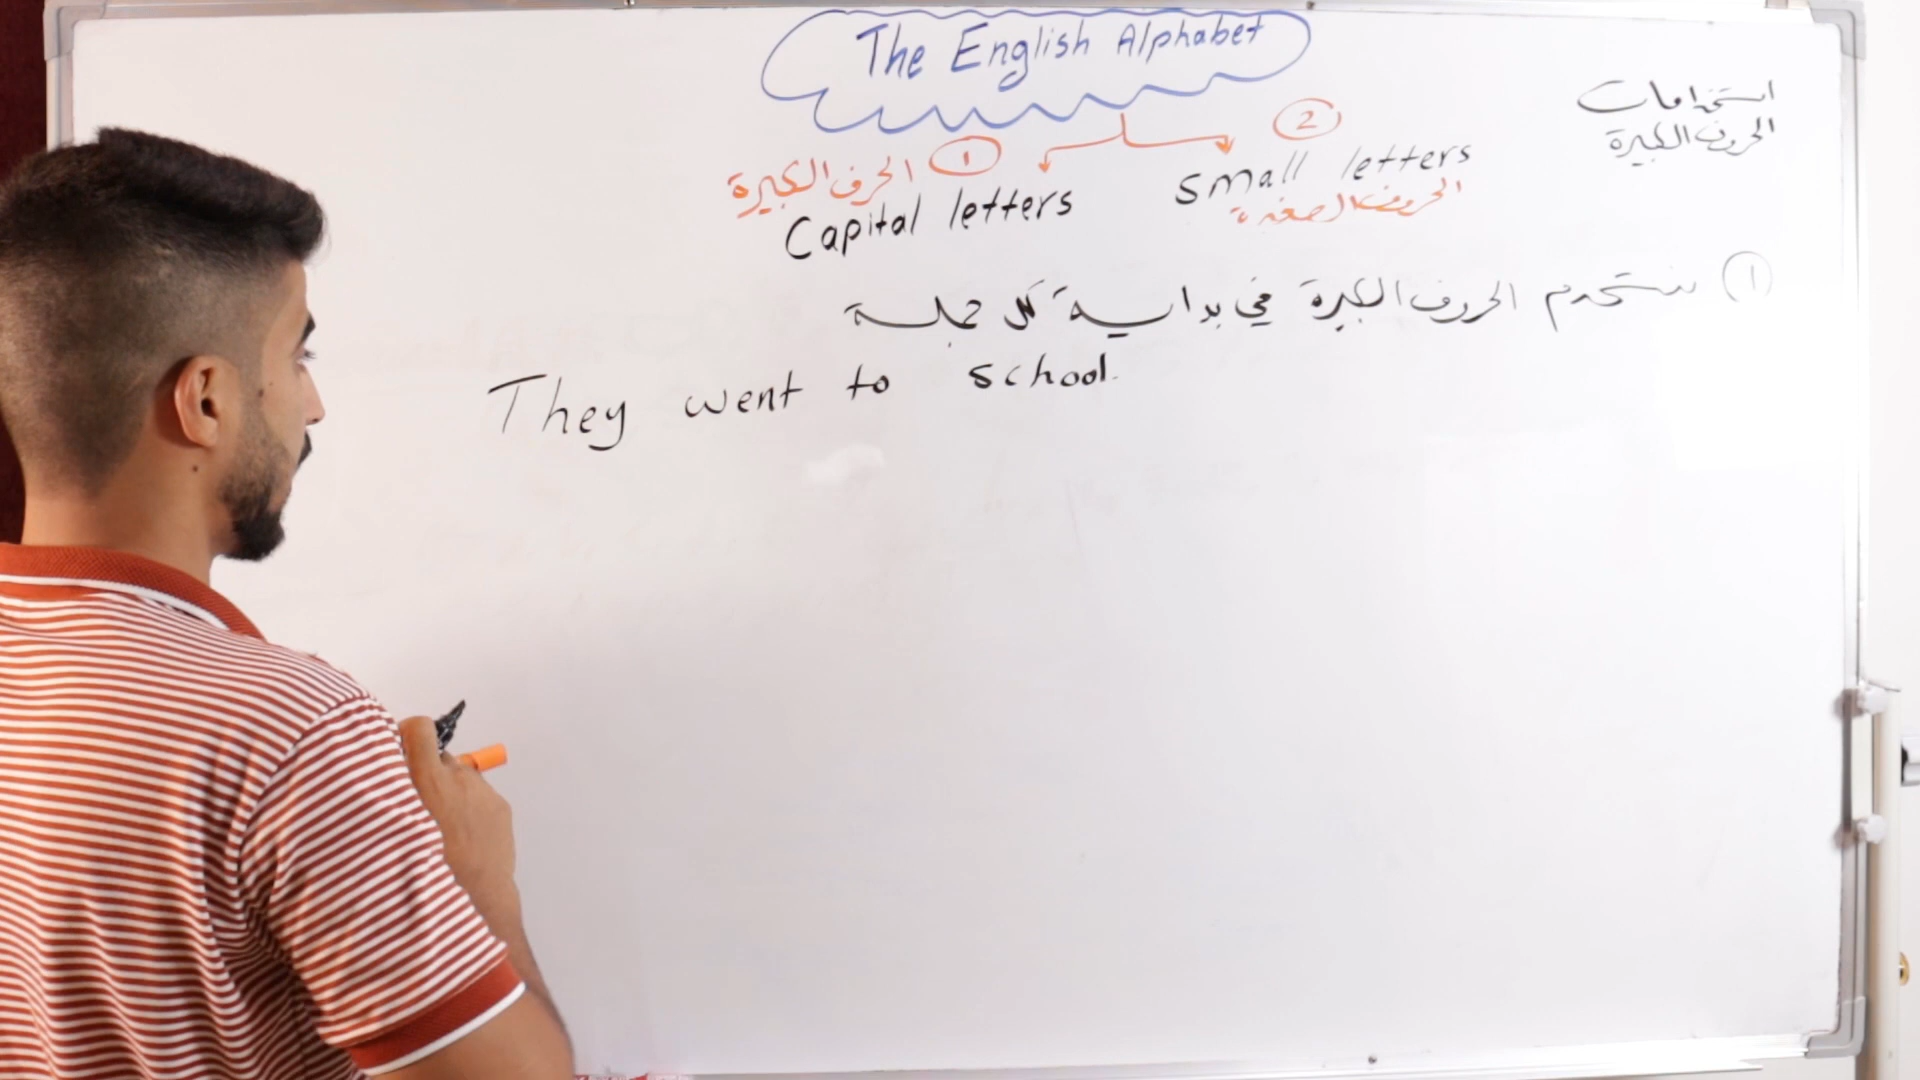 The English Alphabet
استخدامات
الحروف الكبيرة
①
②
الحرف الكبيرة
Capital letters
Small letters
الحروف الصغيرة
① نستخدم الحروف الكبيرة في بداية كل جملة
They went to school.